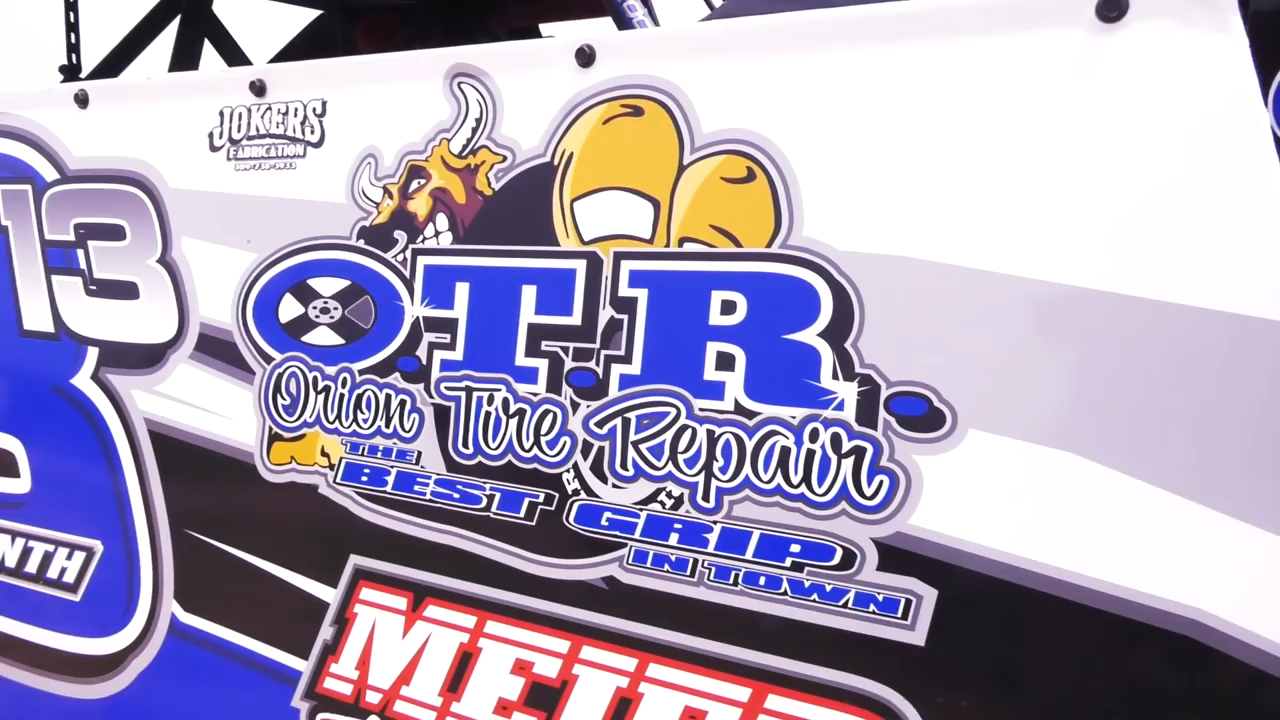 JOKERS
FABRICATION
13
O.T.R.
Orion Tire Repair
THE
BEST GRIP
IN TOWN
NTH